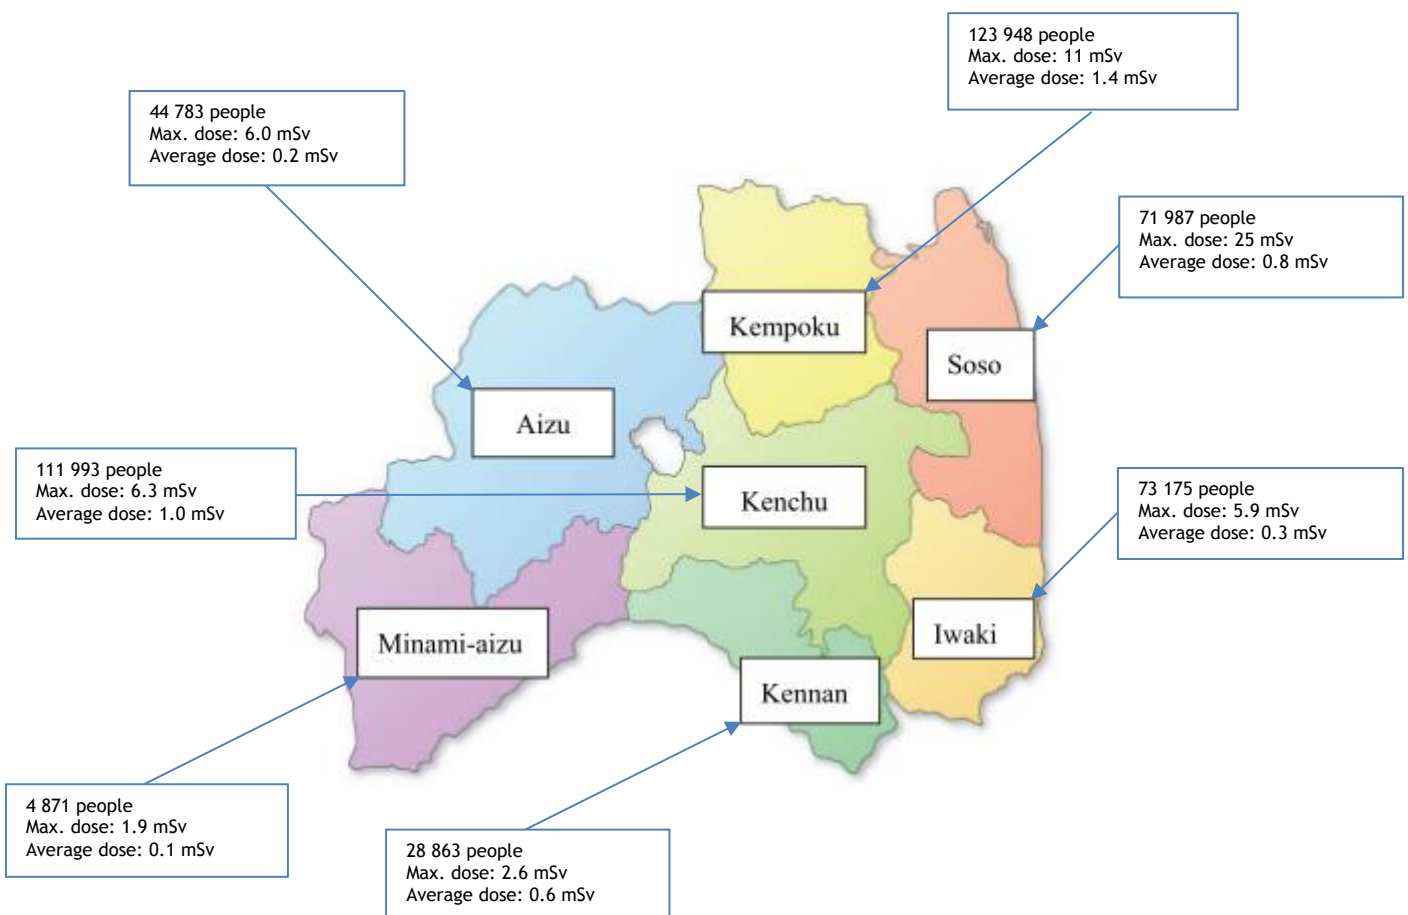 123 948 people
Max. dose: 11 mSv
Average dose: 1.4 mSv
44 783 people
Max. dose: 6.0 mSv
Average dose: 0.2 mSv
71 987 people
Max. dose: 25 mSv
Average dose: 0.8 mSv
Kempoku
Soso
Aizu
111 993 people
Max. dose: 6.3 mSv
Average dose: 1.0 mSv
Kenchu
73 175 people
Max. dose: 5.9 mSv
Average dose: 0.3 mSv
Iwaki
Minami-aizu
Kennan
4 871 people
Max. dose: 1.9 mSv
Average dose: 0.1 mSv
28 863 people
Max. dose: 2.6 mSv
Average dose: 0.6 mSv